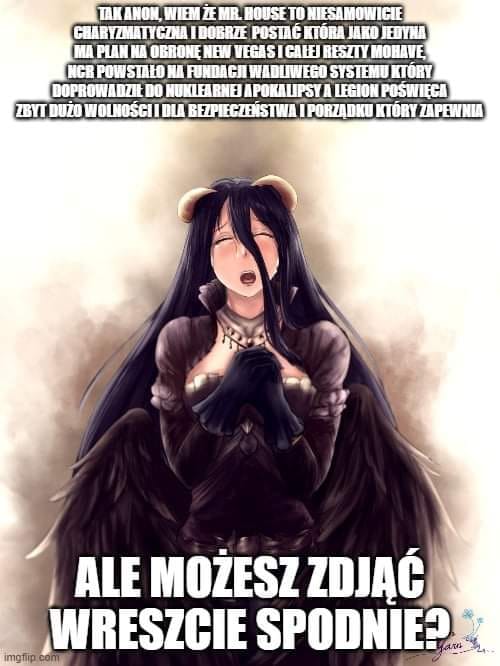 TAK ANON, WIEM ŻE MR. HOUSE TO NIESAMOWICIE
CHARYZMATYCZNA I DOBRZE POSTAĆ KTÓRA JAKO JEDYNA
MA PLAN NA OBRONĘ NEW VEGAS I CAŁEJ RESZTY MOHAVE,
NCR POWSTAŁO NA FUNDACJI WADLIWEGO SYSTEMU KTÓRY
DOPROWADZIŁ DO NUKLEARNEJ APOKALIPSY A LEGION POŚWIĘCA
ZBYT DUŻO WOLNOŚCI I DLA BEZPIECZEŃSTWA I PORZĄDKU KTÓRY ZAPEWNIA
ALE MOŻESZ ZDJĄĆ
WRESZCIE SPODNIE?
imgflip.com